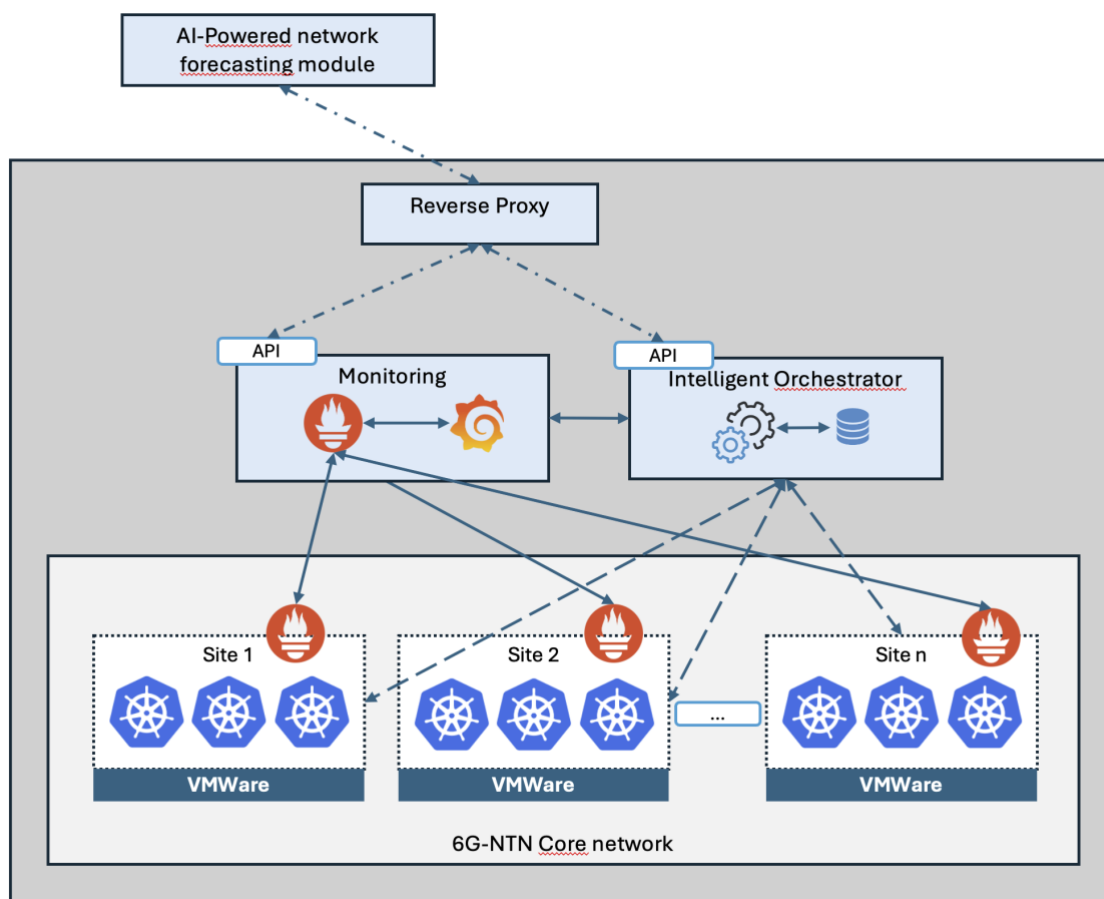 AI-Powered network
forecasting module
Reverse Proxy
API
API
Monitoring
Intelligent Orchestrator
Site 1
Site 2
Site n
...
VMWare
VMWare
VMWare
6G-NTN Core network